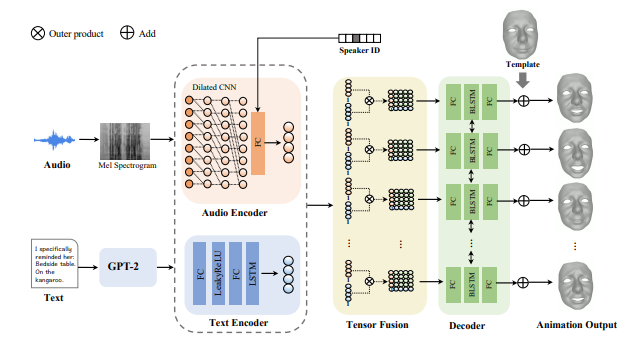 Outer product
Add
Speaker ID
Template
Dilated CNN
FC
Audio
Mel Spectrogram
Audio Encoder
I specifically
reminded her:
Bedside table.
On the
kangaroo.
Text
GPT-2
FC
LeakyReLU
FC
LSTM
Text Encoder
Tensor Fusion
FC
BLSTM
FC
FC
BLSTM
FC
FC
BLSTM
FC
...
...
...
FC
BLSTM
FC
Decoder
Animation Output